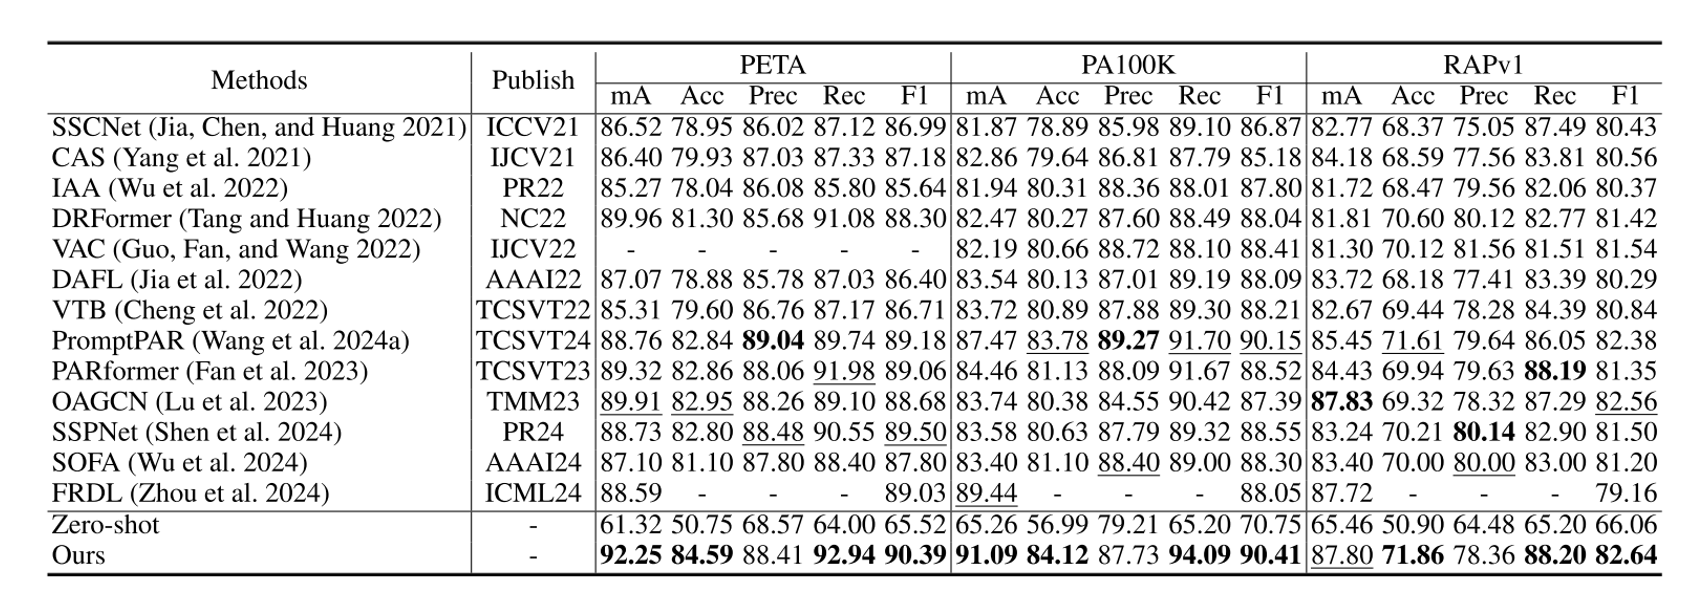 Methods Publish PETA PA100K RAPv1
mA Acc Prec Rec F1 mA Acc Prec Rec F1 mA Acc Prec Rec F1
SSCNet (Jia, Chen, and Huang 2021) ICCV21 86.52 78.95 86.02 87.12 86.99 81.87 78.89 85.98 89.10 86.87 82.77 68.37 75.05 87.49 80.43
CAS (Yang et al. 2021) IJCV21 86.40 79.93 87.03 87.33 87.18 82.86 79.64 86.81 87.79 85.18 84.18 68.59 77.56 83.81 80.56
IAA (Wu et al. 2022) PR22 85.27 78.04 86.08 85.80 85.64 81.94 80.31 88.36 88.01 87.80 81.72 68.47 79.56 82.06 80.37
DRFormer (Tang and Huang 2022) NC22 89.96 81.30 85.68 91.08 88.30 82.47 80.27 87.60 88.49 88.04 81.81 70.60 80.12 82.77 81.42
VAC (Guo, Fan, and Wang 2022) IJCV22 - - - - - 82.19 80.66 88.72 88.10 88.41 81.30 70.12 81.56 81.51 81.54
DAFL (Jia et al. 2022) AAAI22 87.07 78.88 85.78 87.03 86.40 83.54 80.13 87.01 89.19 88.09 83.72 68.18 77.41 83.39 80.29
VTB (Cheng et al. 2022) TCSVT22 85.31 79.60 86.76 87.17 86.71 83.72 80.89 87.88 89.30 88.21 82.67 69.44 78.28 84.39 80.84
PromptPAR (Wang et al. 2024a) TCSVT24 88.76 82.84 89.04 89.74 89.18 87.47 83.78 89.27 91.70 90.15 85.45 71.61 79.64 86.05 82.38
PARformer (Fan et al. 2023) TCSVT23 89.32 82.86 88.06 91.98 89.06 84.46 81.13 88.09 91.67 88.52 84.43 69.94 79.63 88.19 81.35
OAGCN (Lu et al. 2023) TMM23 89.91 82.95 88.26 89.10 88.68 83.74 80.38 84.55 90.42 87.39 87.83 69.32 78.32 87.29 82.56
SSPNet (Shen et al. 2024) PR24 88.73 82.80 88.48 90.55 89.50 83.58 80.63 87.79 89.32 88.55 83.24 70.21 80.14 82.90 81.50
SOFA (Wu et al. 2024) AAAI24 87.10 81.10 87.80 88.40 87.80 83.40 81.10 88.40 89.00 88.30 83.40 70.00 80.00 83.00 81.20
FRDL (Zhou et al. 2024) ICML24 88.59 - - - 89.03 89.44 - - - 88.05 87.72 - - - 79.16
Zero-shot - 61.32 50.75 68.57 64.00 65.52 65.26 56.99 79.21 65.20 70.75 65.46 50.90 64.48 65.20 66.06
Ours - 92.25 84.59 88.41 92.94 90.39 91.09 84.12 87.73 94.09 90.41 87.80 71.86 78.36 88.20 82.64